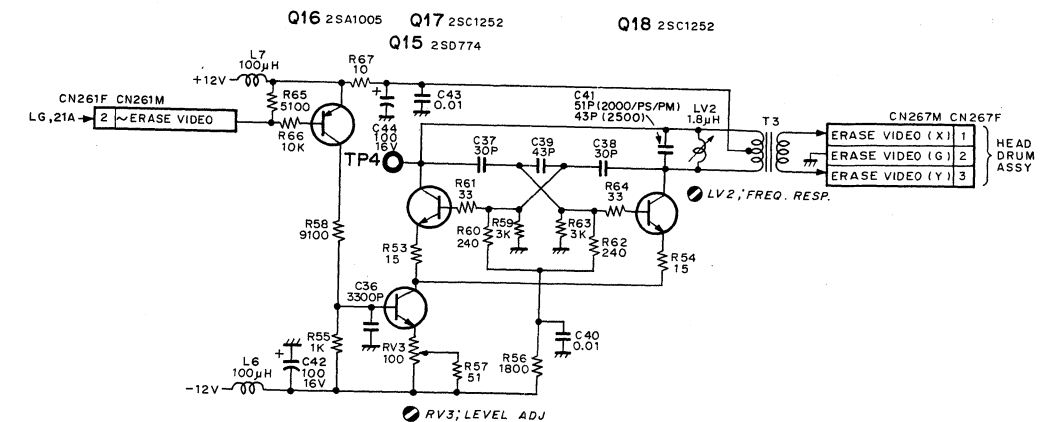 Q16 2SA1005 Q17 2SC1252 Q18 2SC1252
Q15 2SD774
L7
100µH
+12V
R67
10
CN261F CN261M
LG,21A
2 ~ERASE VIDEO
R65
5100
R66
10K
C44
100
16V
C43
0.01
TP4
C41
51P (2000/PS/PM)
43P (2500)
LV2
1.8µH
T3
CN267M CN267F
ERASE VIDEO (X) 1
ERASE VIDEO (G) 2
ERASE VIDEO (Y) 3
HEAD
DRUM
ASSY
C37
30P
C39
43P
C38
30P
LV2;FREQ. RESP.
R61
33
R64
33
R58
9100
R60
240
R59
3K
R63
3K
R62
240
R53
15
R54
15
C36
3300P
R55
1K
RV3
100
R57
51
R56
1800
C40
0.01
L6
100µH
-12V
+
C42
100
16V
+
RV3; LEVEL ADJ